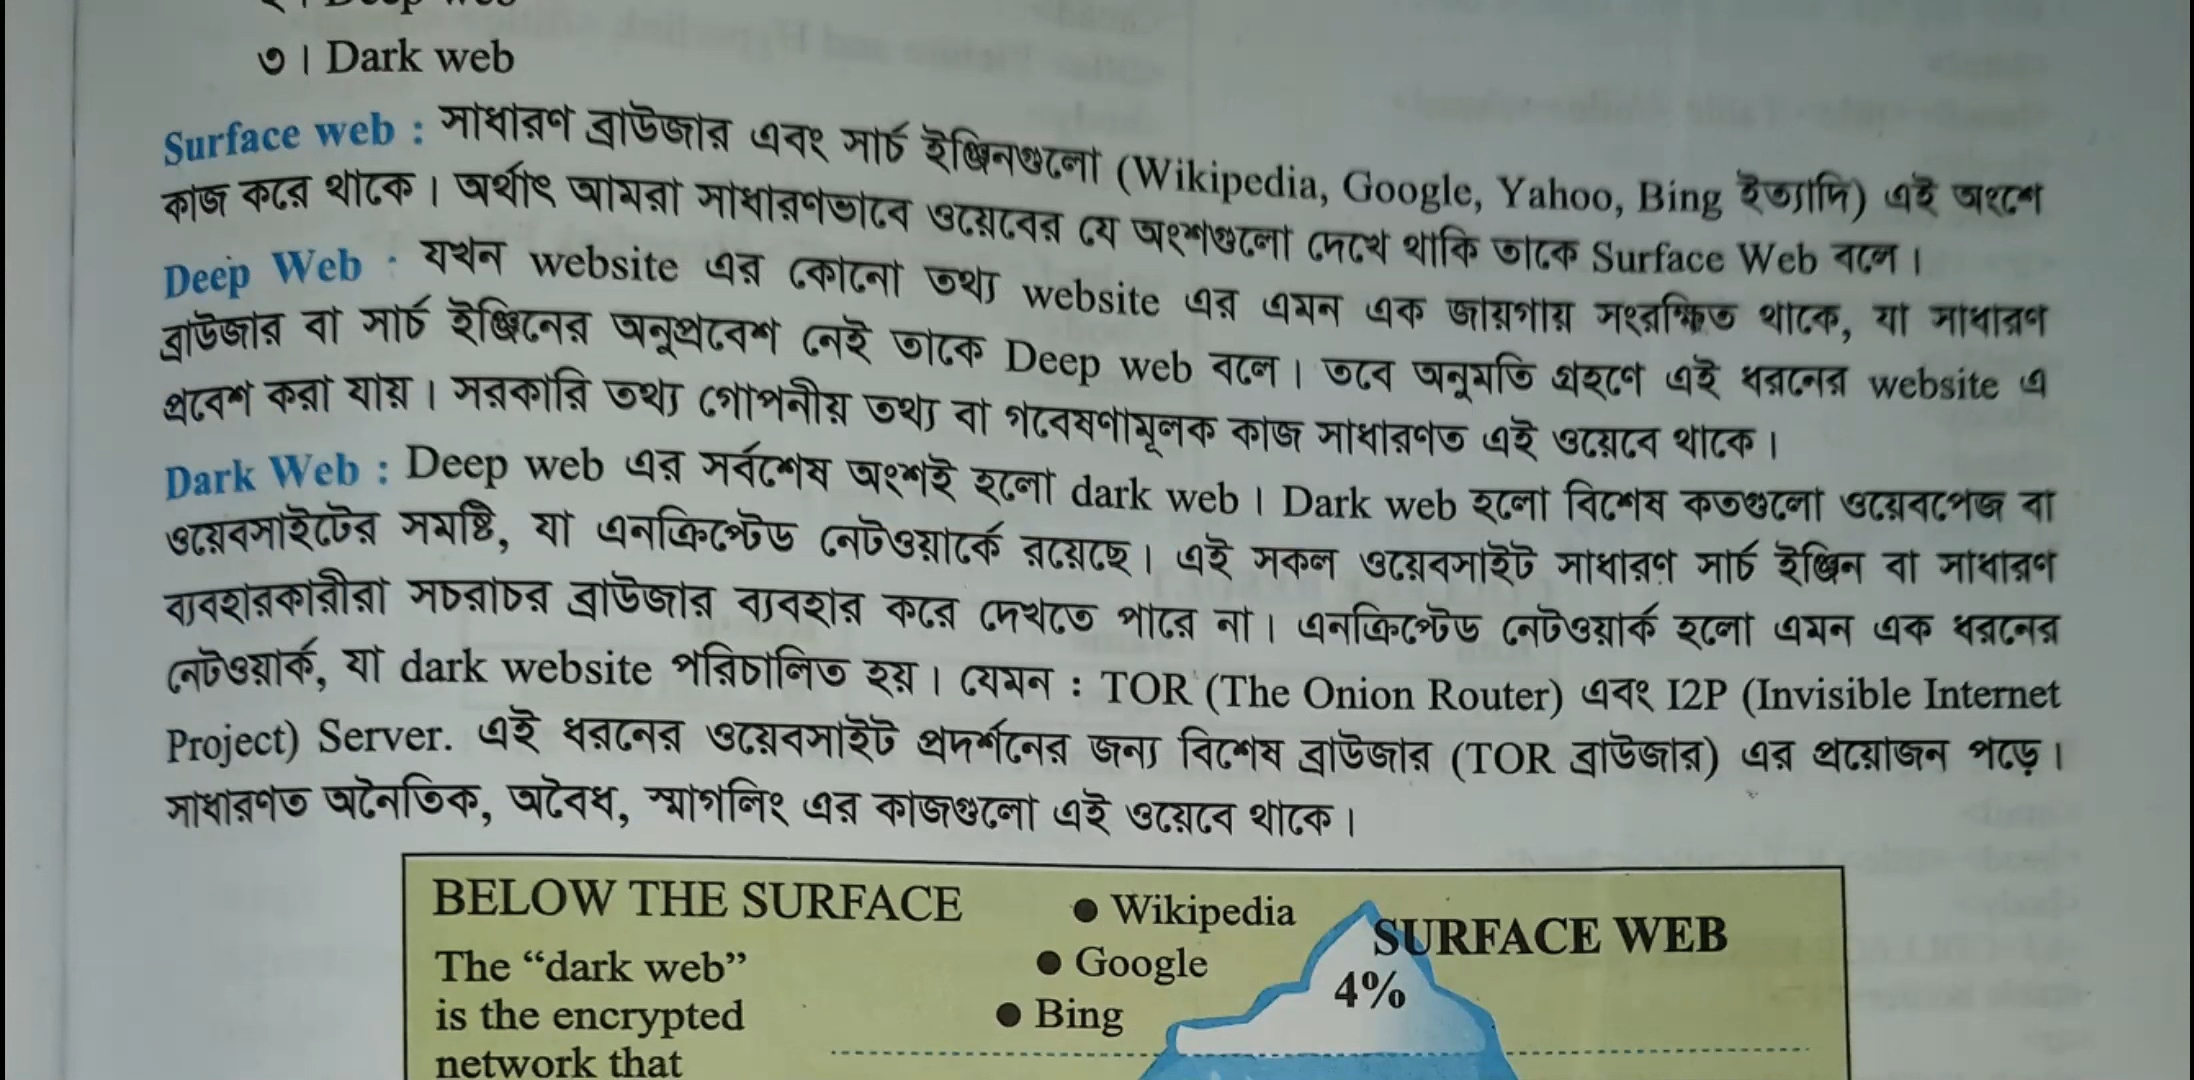 ২। Deep web
৩। Dark web
Surface web : সাধারণ ব্রাউজার এবং সার্চ ইঞ্জিনগুলো (Wikipedia, Google, Yahoo, Bing ইত্যাদি) এই অংশে
কাজ করে থাকে। অর্থাৎ আমরা সাধারণভাবে ওয়েবের যে অংশগুলো দেখে থাকি তাকে Surface Web বলে।
Deep Web : যখন website এর কোনো তথ্য website এর এমন এক জায়গায় সংরক্ষিত থাকে, যা সাধারণ
ব্রাউজার বা সার্চ ইঞ্জিনের অনুপ্রবেশ নেই তাকে Deep web বলে। তবে অনুমতি গ্রহণে এই ধরনের website এ
প্রবেশ করা যায়। সরকারি তথ্য গোপনীয় তথ্য বা গবেষণামূলক কাজ সাধারণত এই ওয়েবে থাকে।
Dark Web : Deep web এর সর্বশেষ অংশই হলো dark web। Dark web হলো বিশেষ কতগুলো ওয়েবপেজ বা
ওয়েবসাইটের সমষ্টি, যা এনক্রিপ্টেড নেটওয়ার্কে রয়েছে। এই সকল ওয়েবসাইট সাধারণ সার্চ ইঞ্জিন বা সাধারণ
ব্যবহারকারীরা সচরাচর ব্রাউজার ব্যবহার করে দেখতে পারে না। এনক্রিপ্টেড নেটওয়ার্ক হলো এমন এক ধরনের
নেটওয়ার্ক, যা dark website পরিচালিত হয়। যেমন : TOR (The Onion Router) এবং I2P (Invisible Internet
Project) Server. এই ধরনের ওয়েবসাইট প্রদর্শনের জন্য বিশেষ ব্রাউজার (TOR ব্রাউজার) এর প্রয়োজন পড়ে।
সাধারণত অনৈতিক, অবৈধ, স্মাগলিং এর কাজগুলো এই ওয়েবে থাকে।
BELOW THE SURFACE
The “dark web”
is the encrypted
network that
● Wikipedia
● Google
● Bing
SURFACE WEB
4%